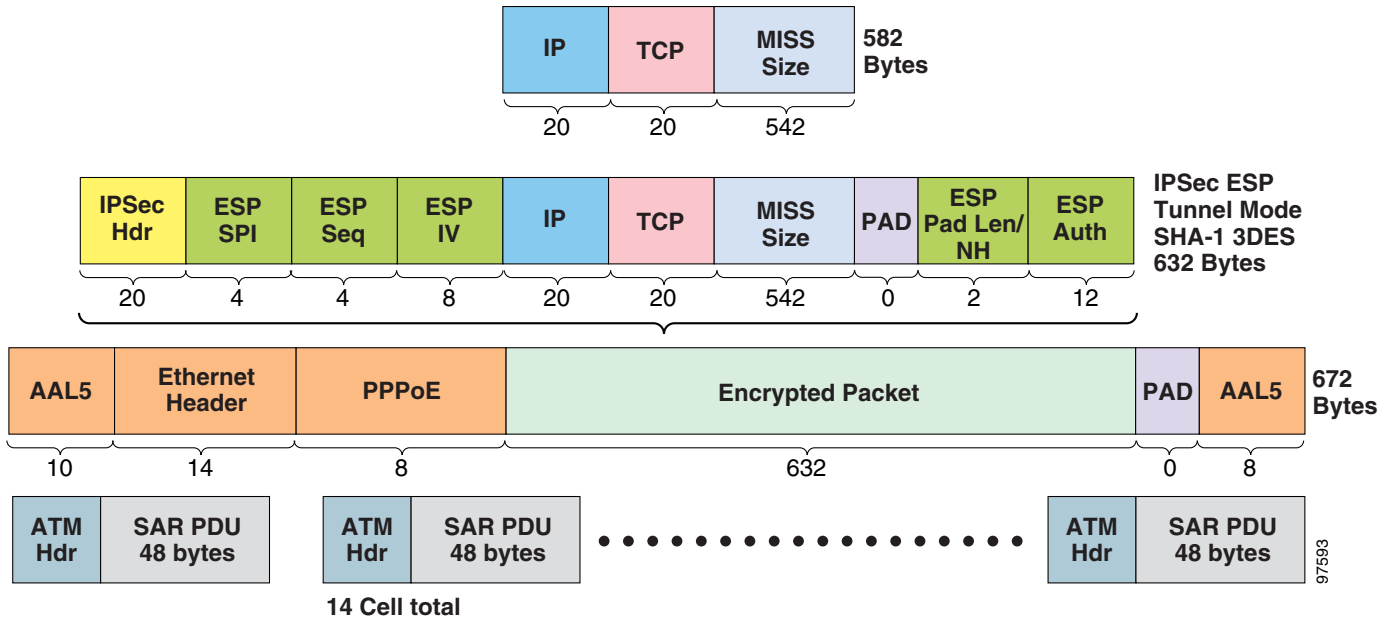 IP TCP MISS Size 582 Bytes
20 20 542
IPSec Hdr ESP SPI ESP Seq ESP IV IP TCP MISS Size PAD ESP Pad Len/ NH ESP Auth IPSec ESP Tunnel Mode SHA-1 3DES 632 Bytes
20 4 4 8 20 20 542 0 2 12
AAL5 Ethernet Header PPPoE Encrypted Packet PAD AAL5 672 Bytes
10 14 8 632 0 8
ATM Hdr SAR PDU 48 bytes ATM Hdr SAR PDU 48 bytes ATM Hdr SAR PDU 48 bytes
97593
14 Cell total